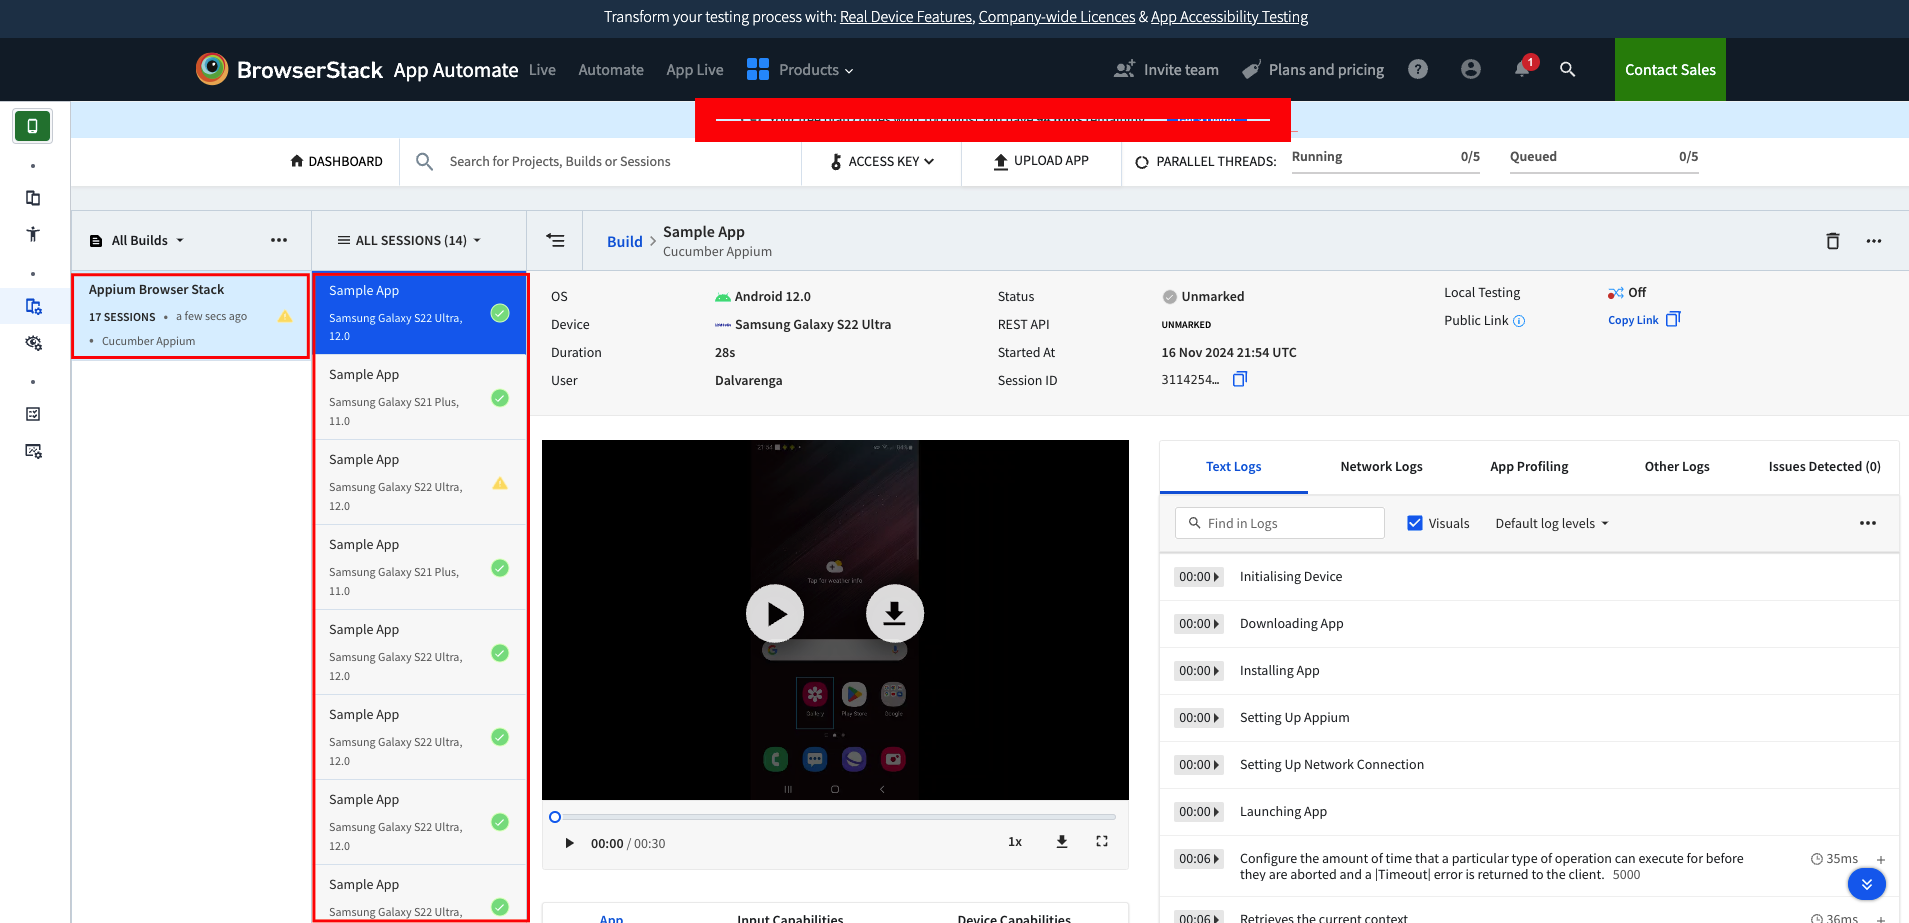 Transform your testing process with: Real Device Features, Company-wide Licences & App Accessibility Testing
BrowserStack App Automate Live Automate App Live Products Invite team Plans and pricing ? 1 Contact Sales
DASHBOARD Search for Projects, Builds or Sessions ACCESS KEY UPLOAD APP PARALLEL THREADS: Running 0/5 Queued 0/5
All Builds ALL SESSIONS (14) Build > Sample App
Cucumber Appium
Appium Browser Stack
17 SESSIONS • a few secs ago
• Cucumber Appium
Sample App
Samsung Galaxy S22 Ultra,
12.0
Sample App
Samsung Galaxy S21 Plus,
11.0
Sample App
Samsung Galaxy S22 Ultra,
12.0
Sample App
Samsung Galaxy S21 Plus,
11.0
Sample App
Samsung Galaxy S22 Ultra,
12.0
Sample App
Samsung Galaxy S22 Ultra,
12.0
Sample App
Samsung Galaxy S22 Ultra,
12.0
Sample App
Samsung Galaxy S22 Ultra,
OS Android 12.0
Device Samsung Galaxy S22 Ultra
Duration 28s
User Dalvarenga
Status Unmarked
REST API UNMARKED
Started At 16 Nov 2024 21:54 UTC
Session ID 3114254...
Local Testing Off
Public Link Copy Link
Tap for weather info
Gallery Play Store Google
00:00 / 00:30 1x
App Input Capabilities Device Capabilities
Text Logs Network Logs App Profiling Other Logs Issues Detected (0)
Find in Logs Visuals Default log levels
00:00 Initialising Device
00:00 Downloading App
00:00 Installing App
00:00 Setting Up Appium
00:00 Setting Up Network Connection
00:00 Launching App
00:06 Configure the amount of time that a particular type of operation can execute for before 35ms +
they are aborted and a |Timeout| error is returned to the client. 5000
00:06 Retrieves the current context 36ms +